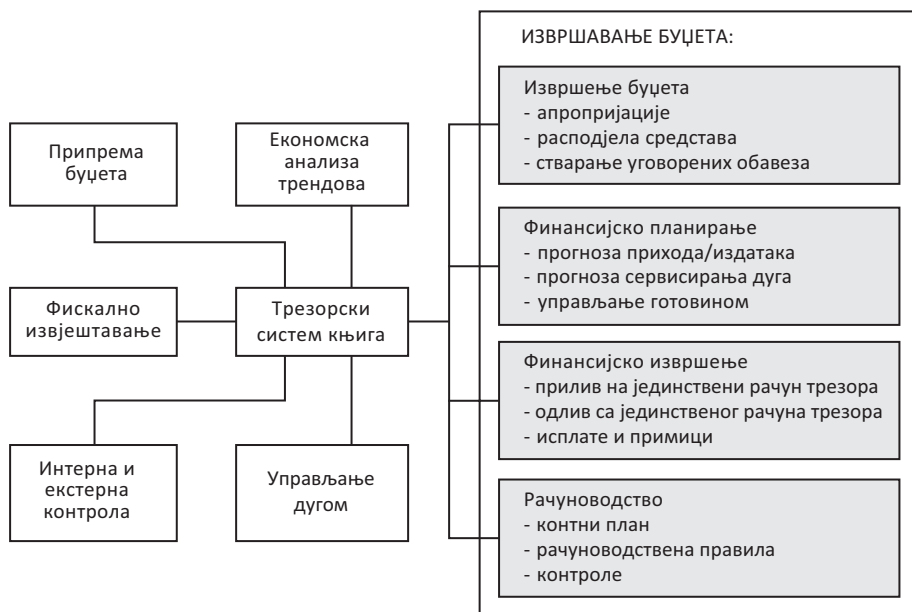 Припрема
буџета
Економска
анализа
трендова
Фискално
извјештавање
Трезорски
систем књига
Интерна и
екстерна
контрола
Управљање
дугом
ИЗВРШАВАЊЕ БУЏЕТА:
Извршење буџета
- апропријације
- расподјела средстава
- стварање уговорених обавеза
Финансијско планирање
- прогноза прихода/издатака
- прогноза сервисирања дуга
- управљање готовином
Финансијско извршење
- прилив на јединствени рачун трезора
- одлив са јединственог рачуна трезора
- исплате и примици
Рачуноводство
- контни план
- рачуноводствена правила
- контроле